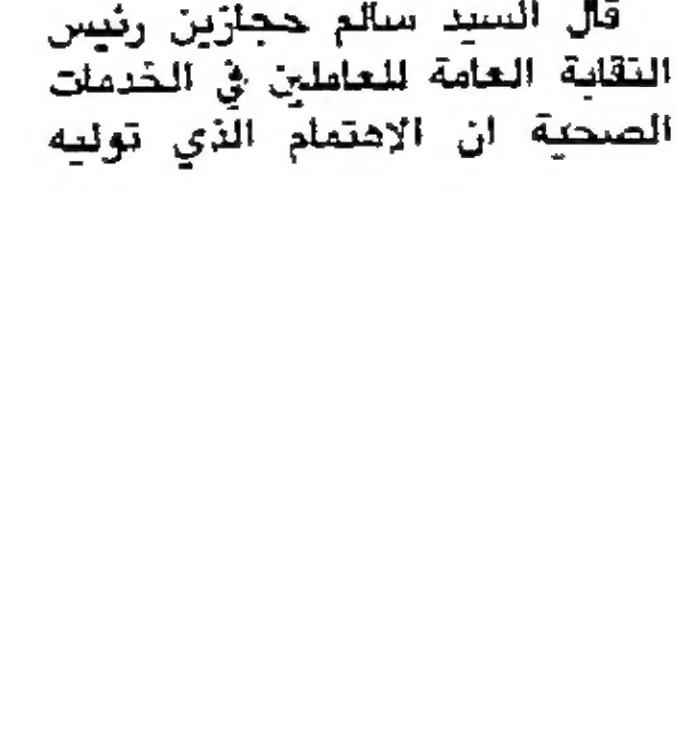 قال السيد سالم حجازين رئيس
النقابة العامة للعاملين في الخدمات
الصحية ان الاهتمام الذي توليه